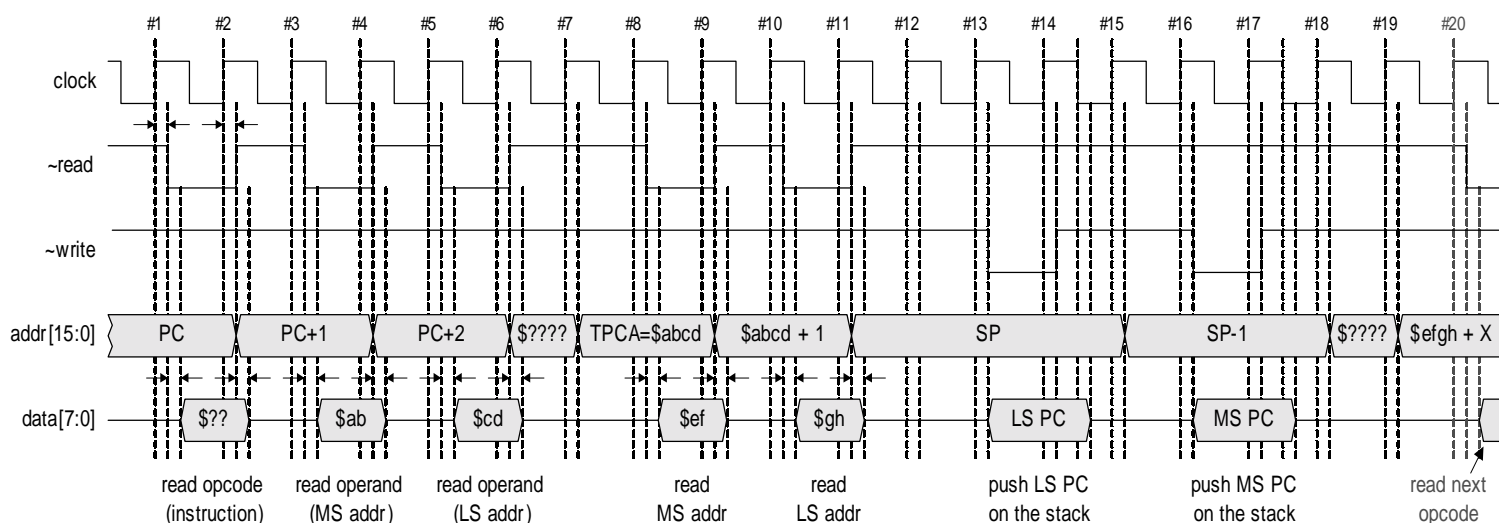 #1 #2 #3 #4 #5 #6 #7 #8 #9 #10 #11 #12 #13 #14 #15 #16 #17 #18 #19 #20
clock
~read
~write
addr[15:0] PC PC+1 PC+2 $???? TPCA=$abcd $abcd + 1 SP SP-1 $???? $efgh + X
data[7:0] $?? $ab $cd $ef $gh LS PC MS PC
read opcode read operand read operand read read push LS PC push MS PC read next
(instruction) (MS addr) (LS addr) MS addr LS addr on the stack on the stack opcode